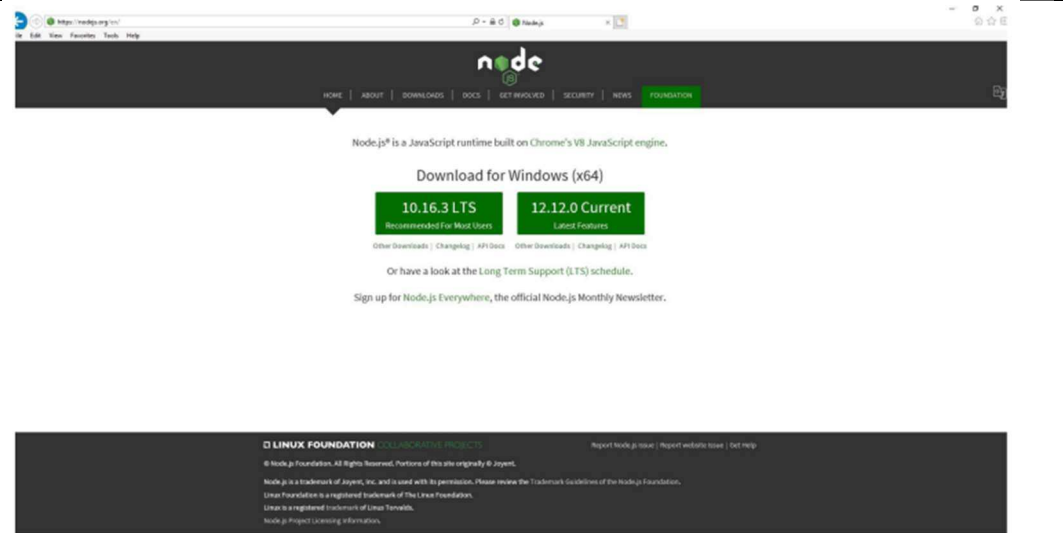 https://nodejs.org/en/
Node.js
File Edit View Favorites Tools Help
node
JS
HOME | ABOUT | DOWNLOADS | DOCS | GET INVOLVED | SECURITY | NEWS FOUNDATION
Node.js® is a JavaScript runtime built on Chrome's V8 JavaScript engine.
Download for Windows (x64)
10.16.3 LTS
Recommended For Most Users
12.12.0 Current
Latest Features
Other Downloads | Changelog | API Docs
Other Downloads | Changelog | API Docs
Or have a look at the Long Term Support (LTS) schedule.
Sign up for Node.js Everywhere, the official Node.js Monthly Newsletter.
LINUX FOUNDATION COLLABORATIVE PROJECTS
Report Node.js issue | Report website issue | Get Help
© Node.js Foundation. All Rights Reserved. Portions of this site originally © Joyent.
Node.js is a trademark of Joyent, Inc. and is used with its permission. Please review the Trademark Guidelines of the Node.js Foundation.
Linux Foundation is a registered trademark of The Linux Foundation.
Linux is a registered trademark of Linus Torvalds.
Node.js Project Licensing Information.